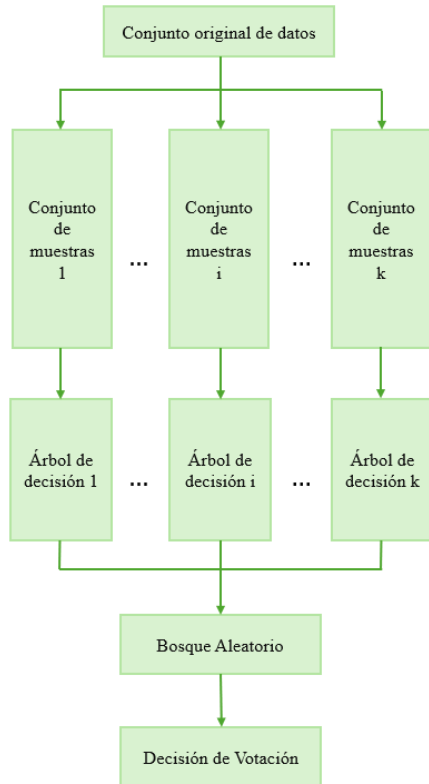 Conjunto original de datos
Conjunto
de
muestras
1
...
Conjunto
de
muestras
i
...
Conjunto
de
muestras
k
Árbol de
decisión 1
...
Árbol de
decisión i
...
Árbol de
decisión k
Bosque Aleatorio
Decisión de Votación